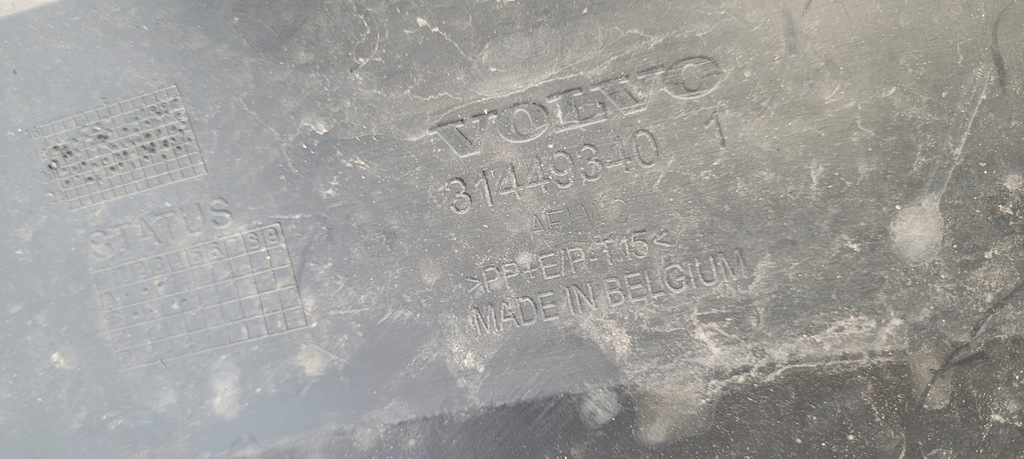 VOLVO
31449340 1
>PP+E/P-T15<
MADE IN BELGIUM
STATUS